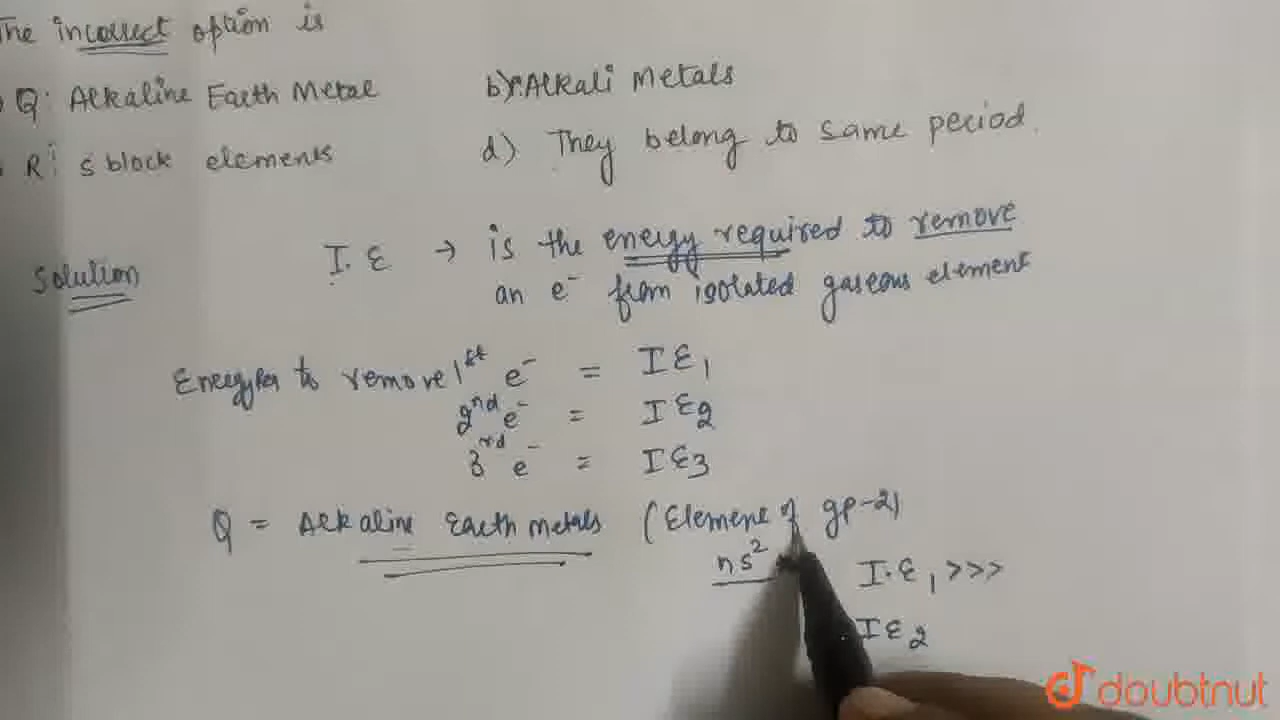 The incorrect option is
Q: Alkaline Earth Metal
b) Alkali Metals
R: s block elements
d) They belong to same period.
Solution
I.E → is the energy required to remove
an e⁻ from isolated gaseous element
to remove 1st e⁻ = IE₁
2nd e⁻ = IE₂
3rd e⁻ = IE₃
Q = Alkaline Earth metals (Element of gp-2)
ns² I.E₁ >>>
IE₂
doubtnut